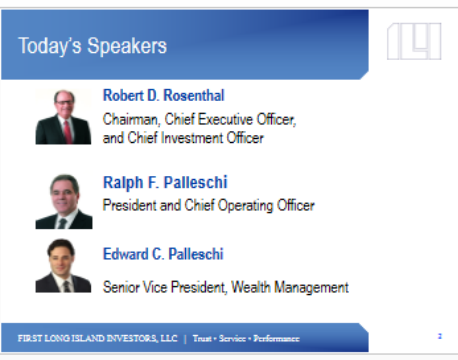 Today's Speakers
Robert D. Rosenthal
Chairman, Chief Executive Officer,
and Chief Investment Officer
Ralph F. Palleschi
President and Chief Operating Officer
Edward C. Palleschi
Senior Vice President, Wealth Management
FIRST LONG ISLAND INVESTORS, LLC | Trust • Service • Performance
2